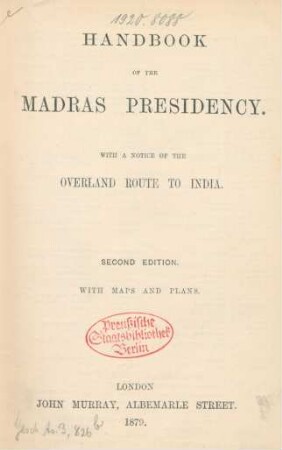 1920.8088
HANDBOOK
OF THE
MADRAS PRESIDENCY.
WITH A NOTICE OF THE
OVERLAND ROUTE TO INDIA.
SECOND EDITION.
WITH MAPS AND PLANS.
Preußische
Staatsbibliothek
Berlin
LONDON
JOHN MURRAY, ALBEMARLE STREET.
1879.